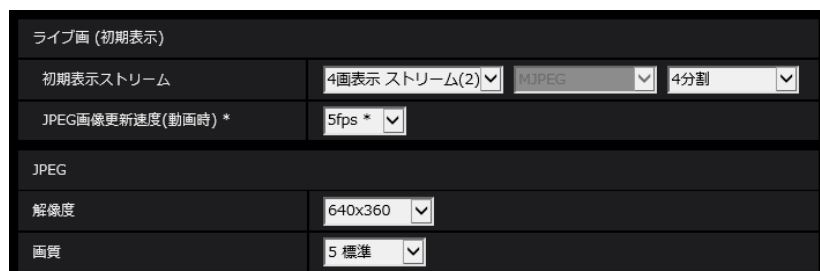 ライブ画 (初期表示)
初期表示ストリーム 4画表示 ストリーム(2) MJPEG 4分割
JPEG画像更新速度(動画時) * 5fps *
JPEG
解像度 640x360
画質 5 標準